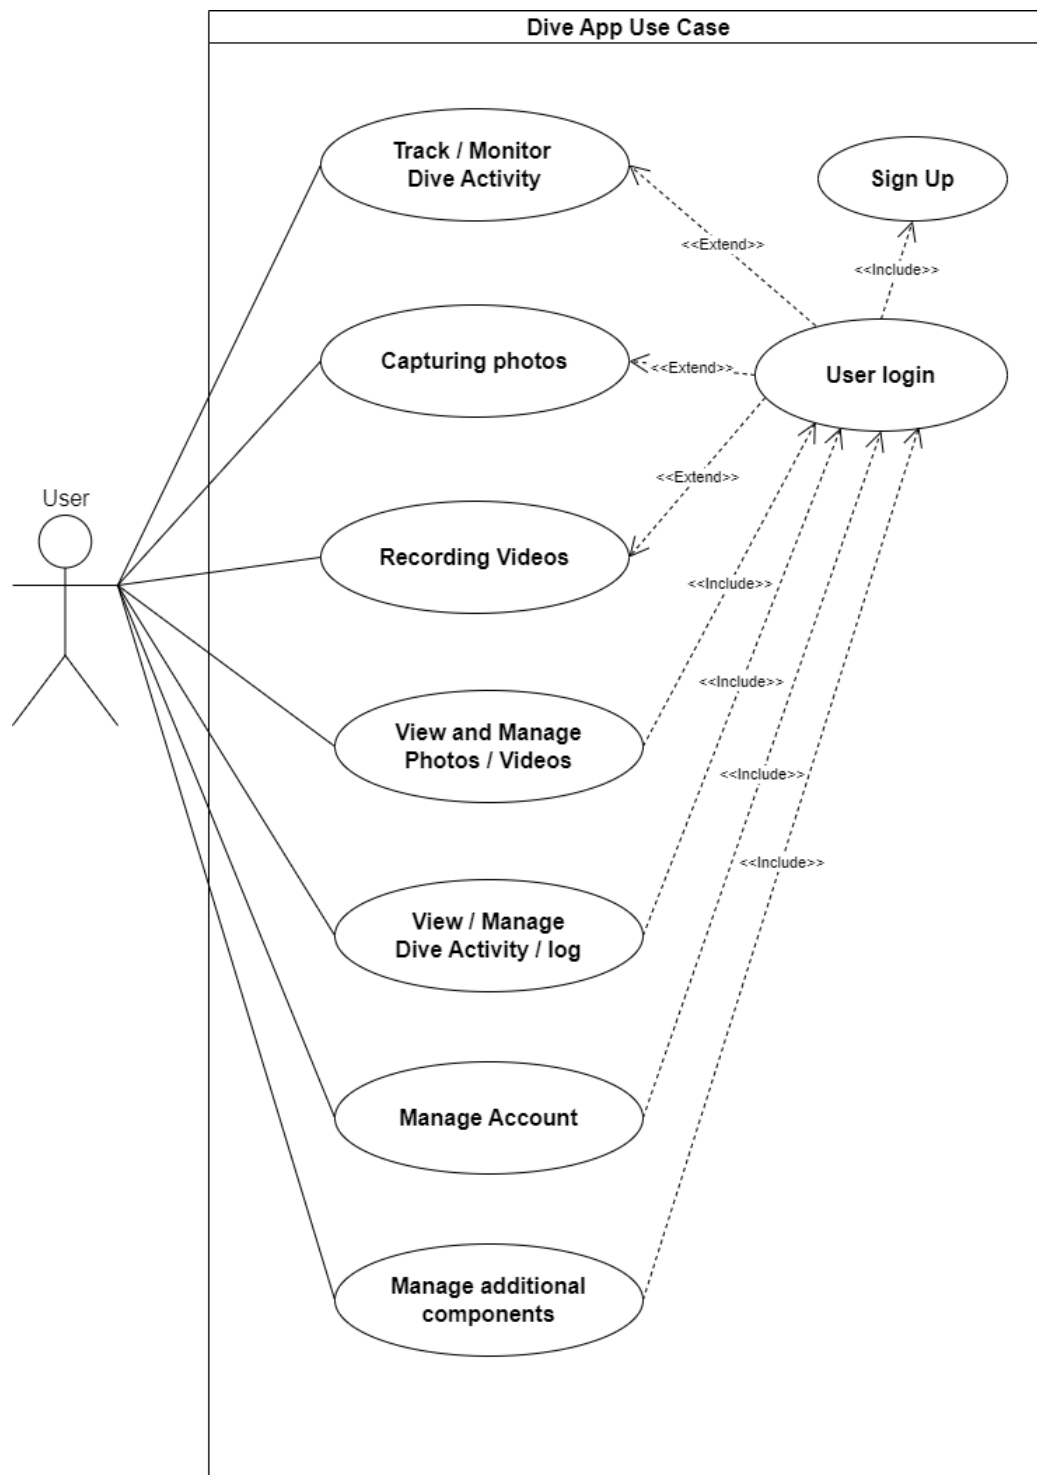 Dive App Use Case
Track / Monitor
Dive Activity
Sign Up
<<Extend>>
<<Include>>
Capturing photos
<<Extend>>
User login
<<Extend>>
User
Recording Videos
<<Include>>
<<Include>>
View and Manage
Photos / Videos
<<Include>>
<<Include>>
View / Manage
Dive Activity / log
Manage Account
Manage additional
components